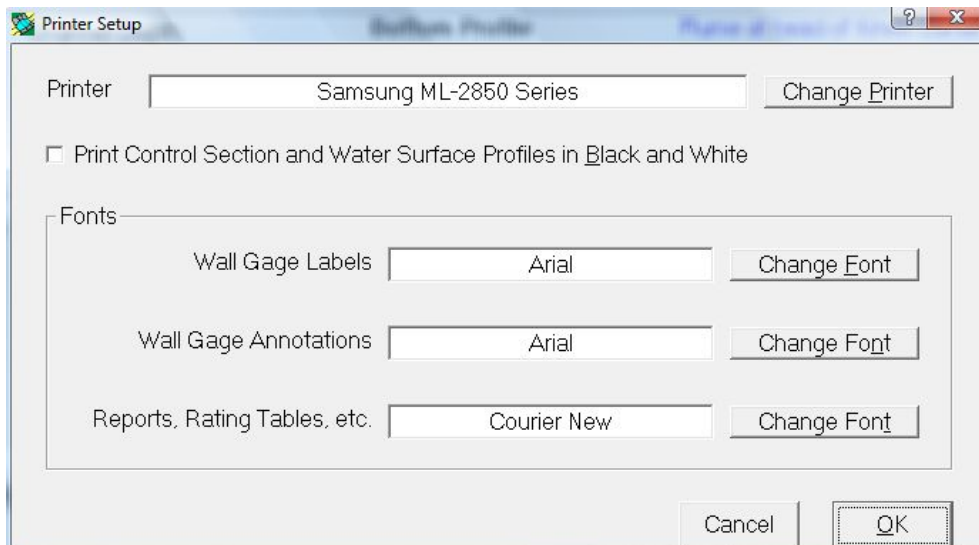 Printer Setup
Printer Samsung ML-2850 Series Change Printer
Print Control Section and Water Surface Profiles in Black and White
Fonts
Wall Gage Labels Arial Change Font
Wall Gage Annotations Arial Change Font
Reports, Rating Tables, etc. Courier New Change Font
Cancel OK